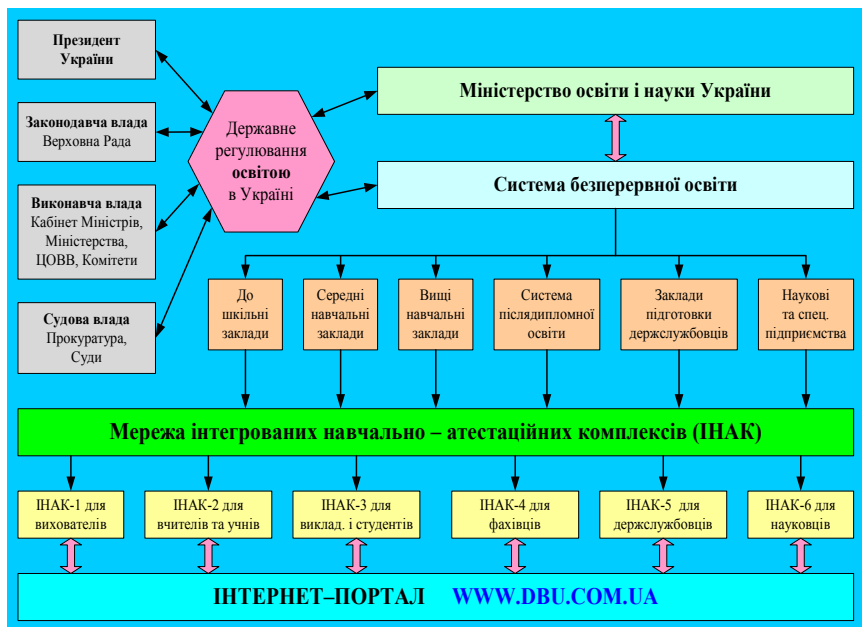 Президент
України
Законодавча влада
Верховна Рада
Виконавча влада
Кабінет Міністрів,
Міністерства,
ЦОВВ, Комітети
Судова влада
Прокуратура,
Суди
Державне
регулювання
освітою
в Україні
Міністерство освіти і науки України
Система безперервної освіти
До
шкільні
заклади
Середні
навчальні
заклади
Вищі
навчальні
заклади
Система
післядипломної
освіти
Заклади
підготовки
держслужбовців
Наукові
та спец.
підприємства
Мережа інтегрованих навчально – атестаційних комплексів (ІНАК)
ІНАК-1 для
вихователів
ІНАК-2 для
вчителів та учнів
ІНАК-3 для
виклад. і студентів
ІНАК-4 для
фахівців
ІНАК-5 для
держслужбовців
ІНАК-6 для
науковців
ІНТЕРНЕТ–ПОРТАЛ WWW.DBU.COM.UA